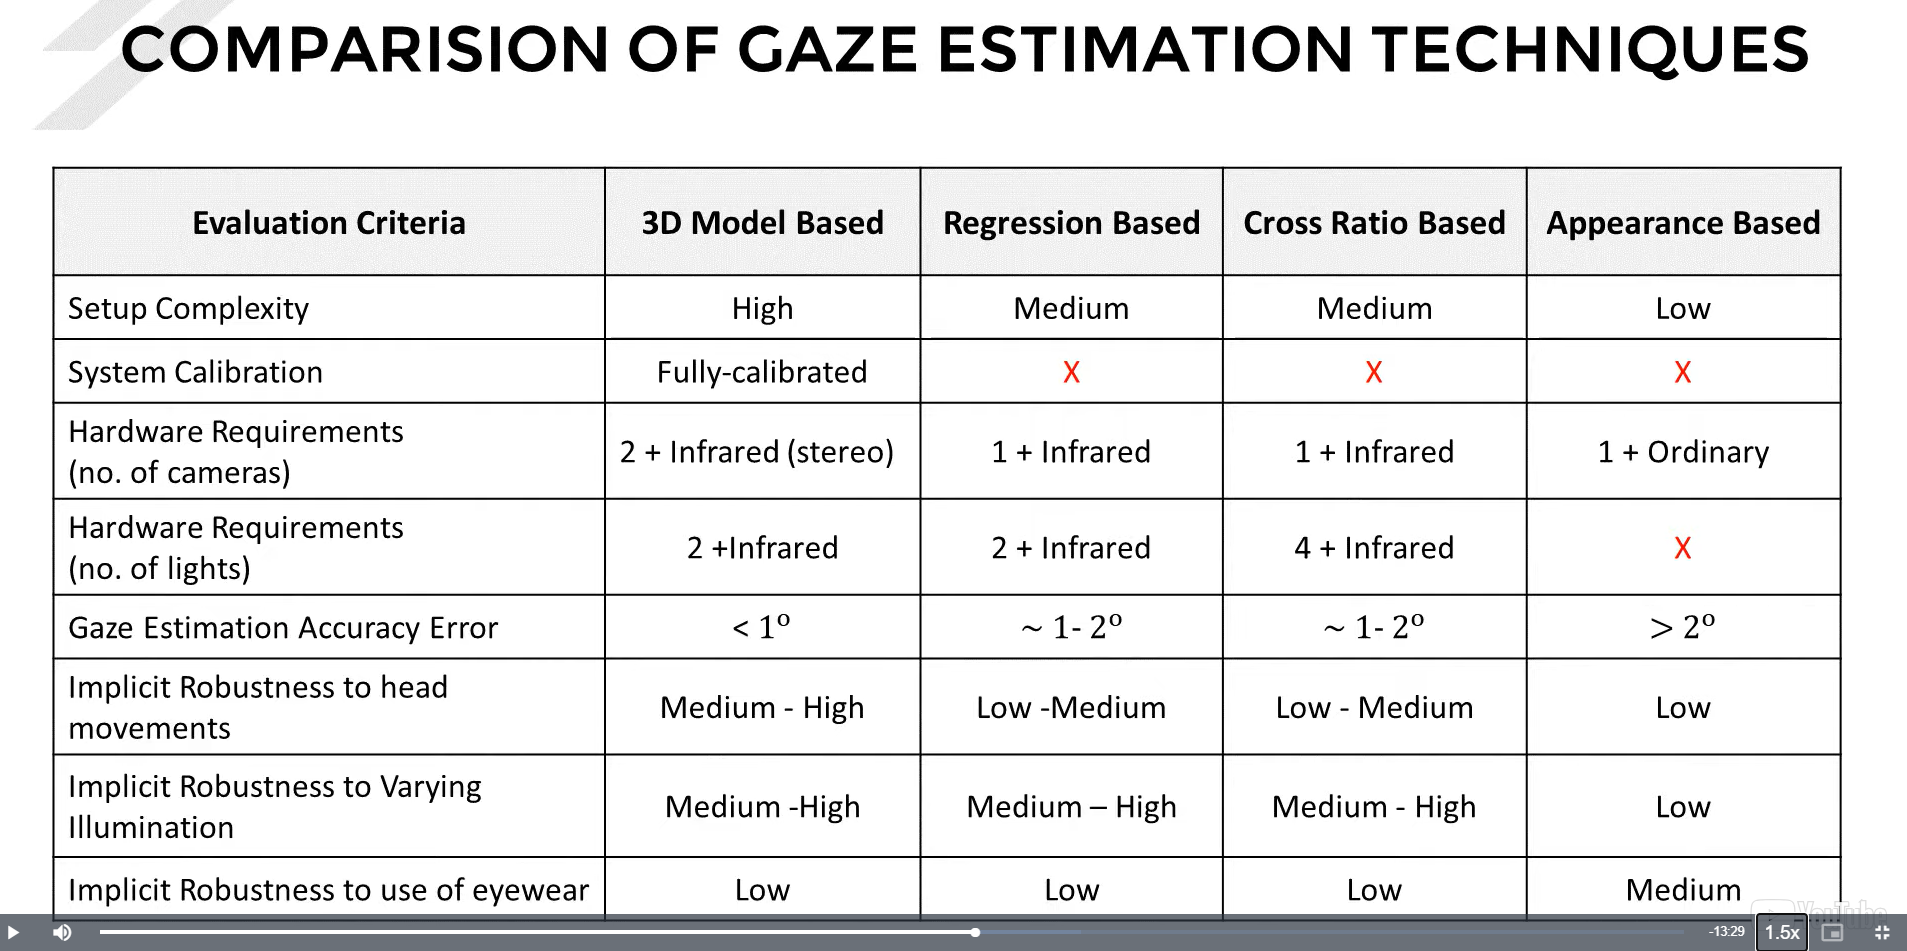 COMPARISION OF GAZE ESTIMATION TECHNIQUES
Evaluation Criteria 3D Model Based Regression Based Cross Ratio Based Appearance Based
Setup Complexity High Medium Medium Low
System Calibration Fully-calibrated X X X
Hardware Requirements
(no. of cameras) 2 + Infrared (stereo) 1 + Infrared 1 + Infrared 1 + Ordinary
Hardware Requirements
(no. of lights) 2 +Infrared 2 + Infrared 4 + Infrared X
Gaze Estimation Accuracy Error < 1° ~ 1- 2° ~ 1- 2° > 2°
Implicit Robustness to head
movements Medium - High Low -Medium Low - Medium Low
Implicit Robustness to Varying
Illumination Medium -High Medium – High Medium - High Low
Implicit Robustness to use of eyewear Low Low Low Medium
YouTube
-13:29 1.5x